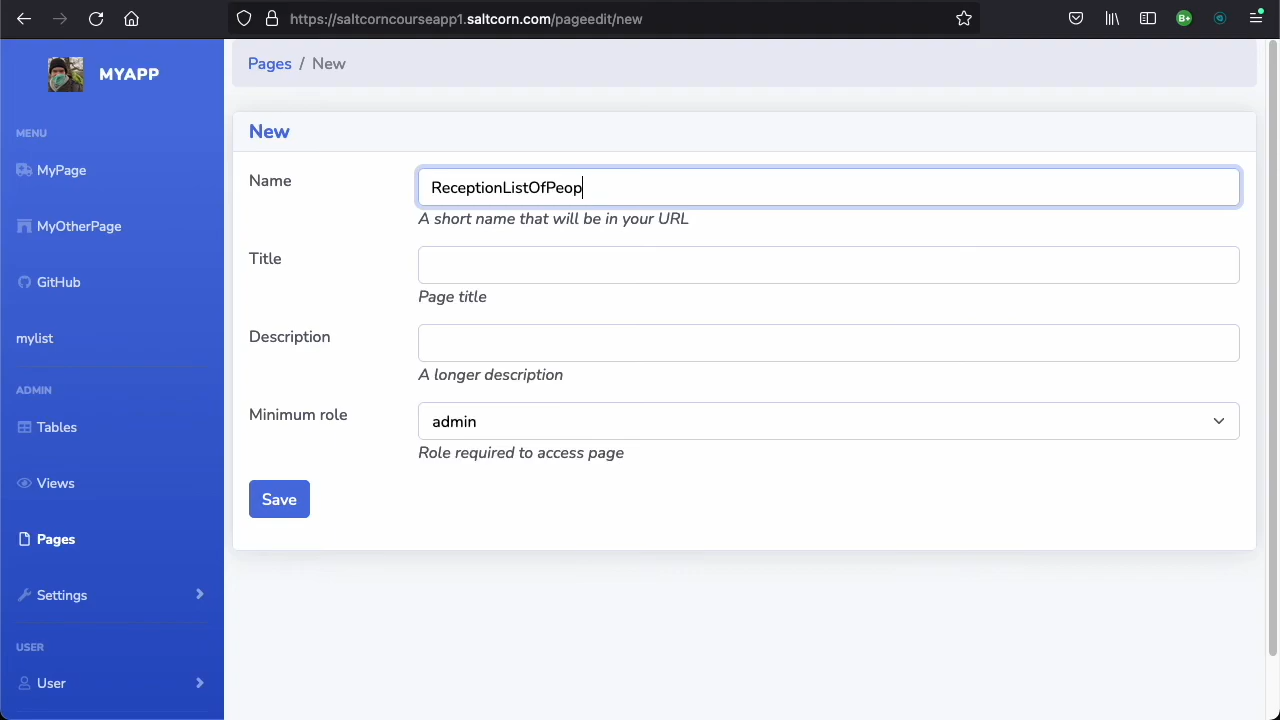 https://saltcorncourseapp1.saltcorn.com/pageedit/new
B+
MYAPP
MENU
MyPage
MyOtherPage
GitHub
mylist
ADMIN
Tables
Views
Pages
Settings
USER
User
Pages / New
New
Name
ReceptionListOfPeop
A short name that will be in your URL
Title
Page title
Description
A longer description
Minimum role
admin
Role required to access page
Save